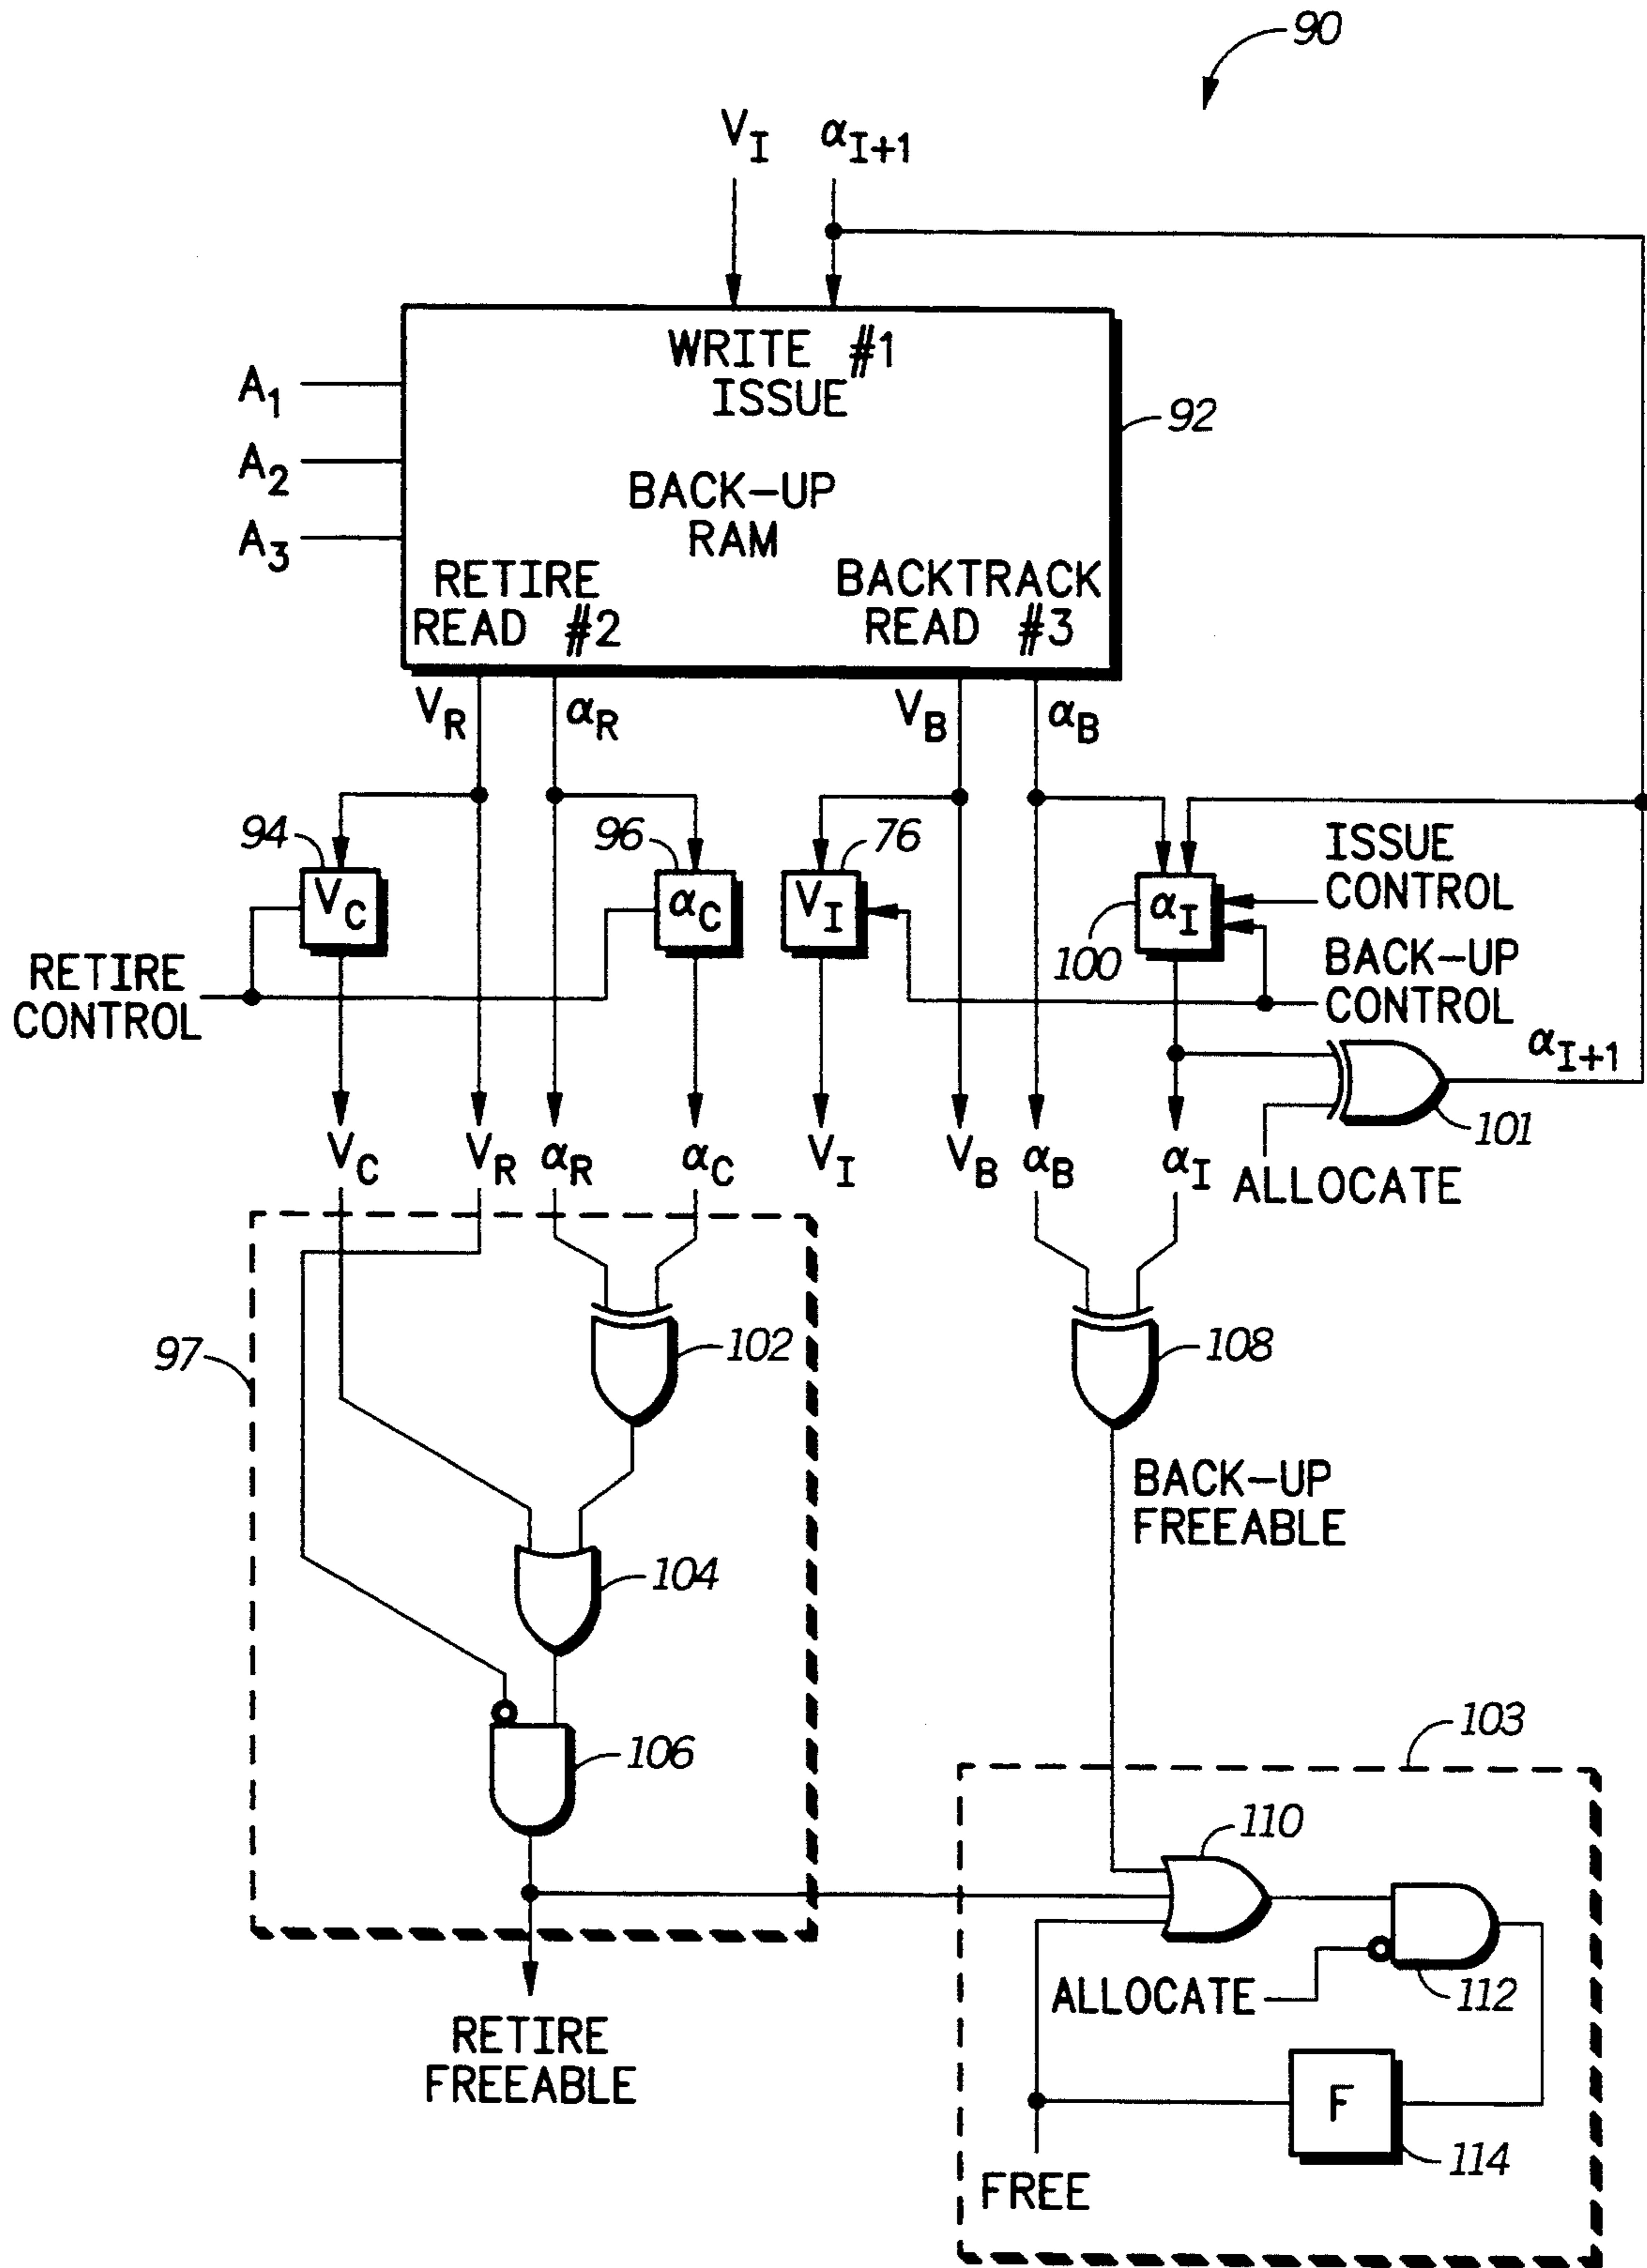 90
V_I α_I+1
WRITE #1
ISSUE
A_1
92
A_2
BACK-UP
RAM
A_3
RETIRE
READ #2
BACKTRACK
READ #3
V_R α_R V_B α_B
94 96 76
ISSUE
CONTROL
V_C α_C V_I α_I
100
RETIRE
CONTROL
BACK-UP
CONTROL
α_I+1
101
V_C V_R α_R α_C V_I V_B α_B α_I
ALLOCATE
97
102
108
BACK-UP
FREEABLE
104
106
103
110
ALLOCATE
112
RETIRE
FREEABLE
F
114
FREE